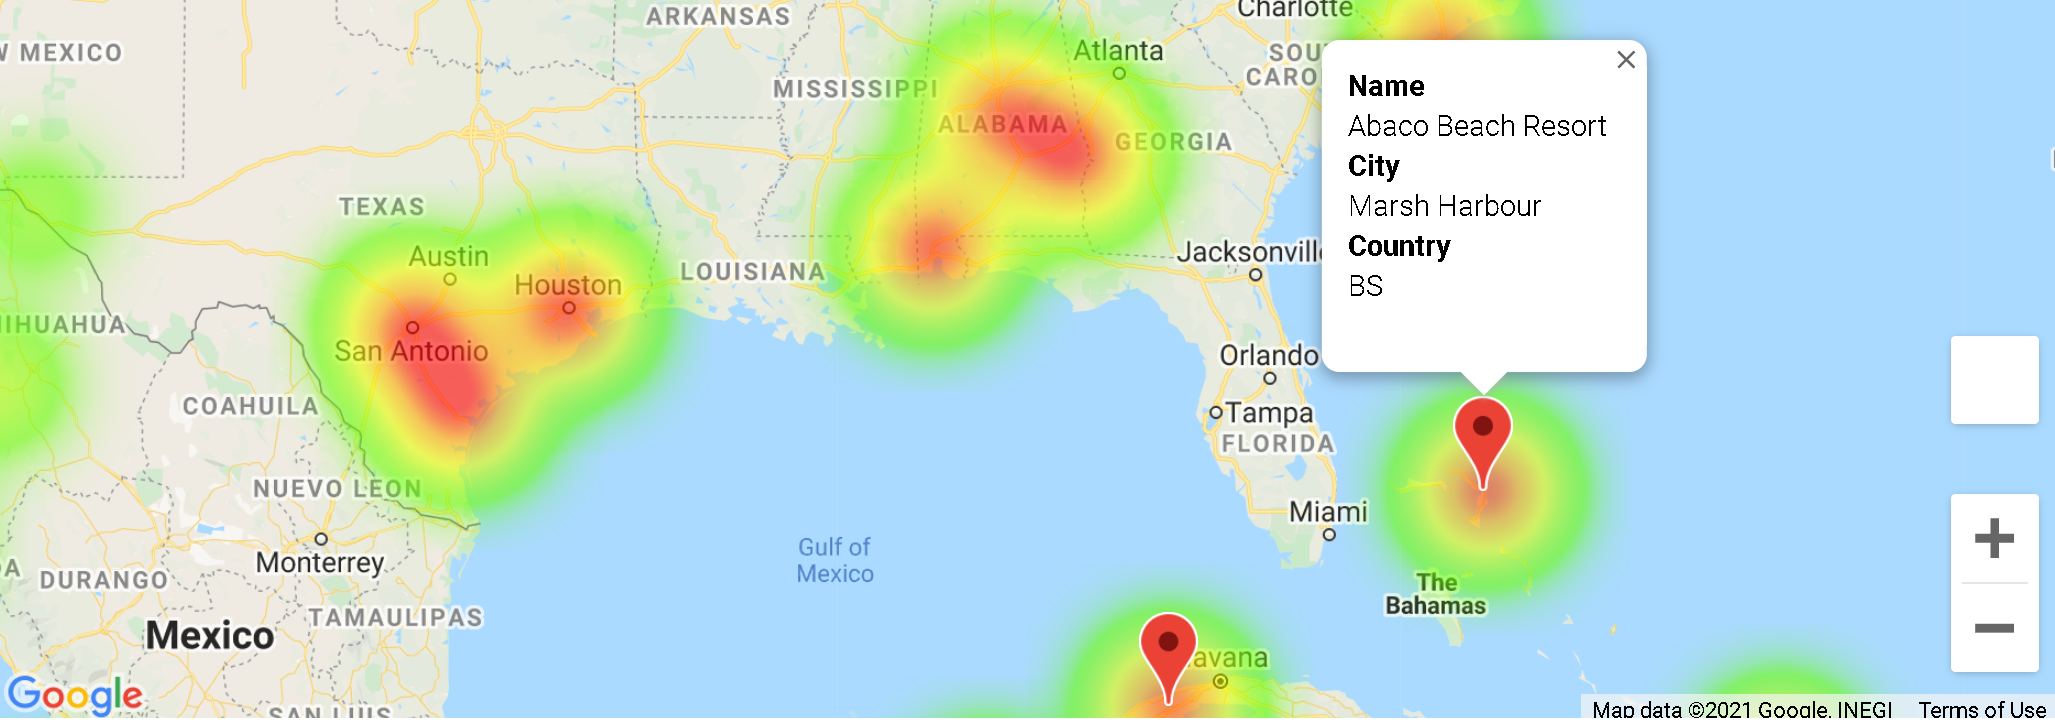 ARKANSAS
Charlotte
W MEXICO
Atlanta
SOU
CARO
MISSISSIPPI
ALABAMA
GEORGIA
Name
Abaco Beach Resort
City
Marsh Harbour
Country
BS
TEXAS
Austin
Houston
LOUISIANA
Jacksonville
IHUAHUA
San Antonio
Orlando
COAHUILA
Tampa
FLORIDA
NUEVO LEON
Miami
Monterrey
Gulf of
Mexico
DURANGO
The
Bahamas
TAMAULIPAS
Mexico
avana
Google
SAN LUIS
Map data ©2021 Google, INEGI
Terms of Use